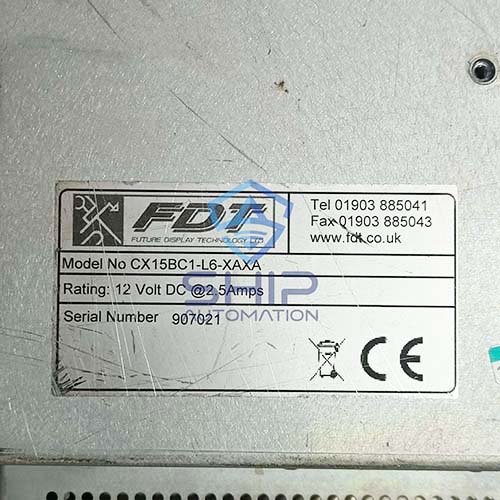 FDT
FUTURE DISPLAY TECHNOLOGY LTD
Tel 01903 885041
Fax 01903 885043
www.fdt.co.uk
Model No CX15BC1-L6-XAXA
Rating: 12 Volt DC @2.5Amps
Serial Number 907021
SHIP
AUTOMATION
CE